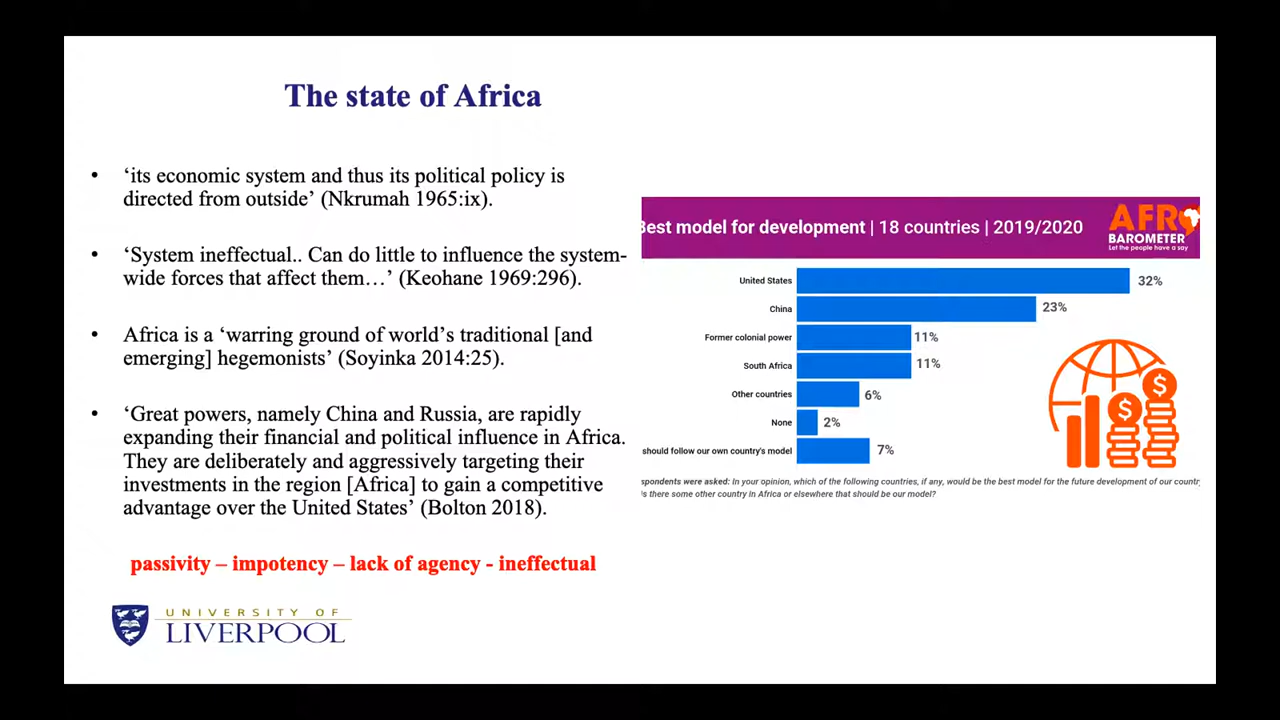 The state of Africa
• ‘its economic system and thus its political policy is
directed from outside’ (Nkrumah 1965:ix).
• ‘System ineffectual.. Can do little to influence the system-
wide forces that affect them…’ (Keohane 1969:296).
• Africa is a ‘warring ground of world’s traditional [and
emerging] hegemonists’ (Soyinka 2014:25).
• ‘Great powers, namely China and Russia, are rapidly
expanding their financial and political influence in Africa.
They are deliberately and aggressively targeting their
investments in the region [Africa] to gain a competitive
advantage over the United States’ (Bolton 2018).
passivity – impotency – lack of agency - ineffectual
UNIVERSITY OF
LIVERPOOL
Best model for development | 18 countries | 2019/2020
AFRO
BAROMETER
Let the people have a say
United States 32%
China 23%
Former colonial power 11%
South Africa 11%
Other countries 6%
None 2%
should follow our own country's model 7%
spondents were asked: In your opinion, which of the following countries, if any, would be the best model for the future development of our countr
s there some other country in Africa or elsewhere that should be our model?